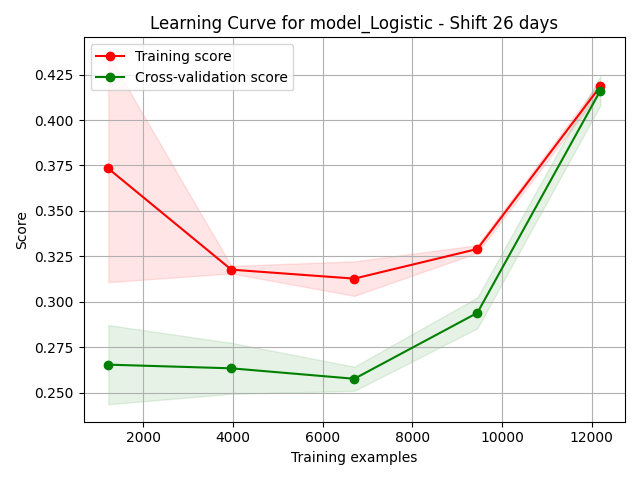 Learning Curve for model_Logistic - Shift 26 days
Training score
Cross-validation score
0.425
0.400
0.375
0.350
0.325
0.300
0.275
0.250
Score
2000 4000 6000 8000 10000 12000
Training examples